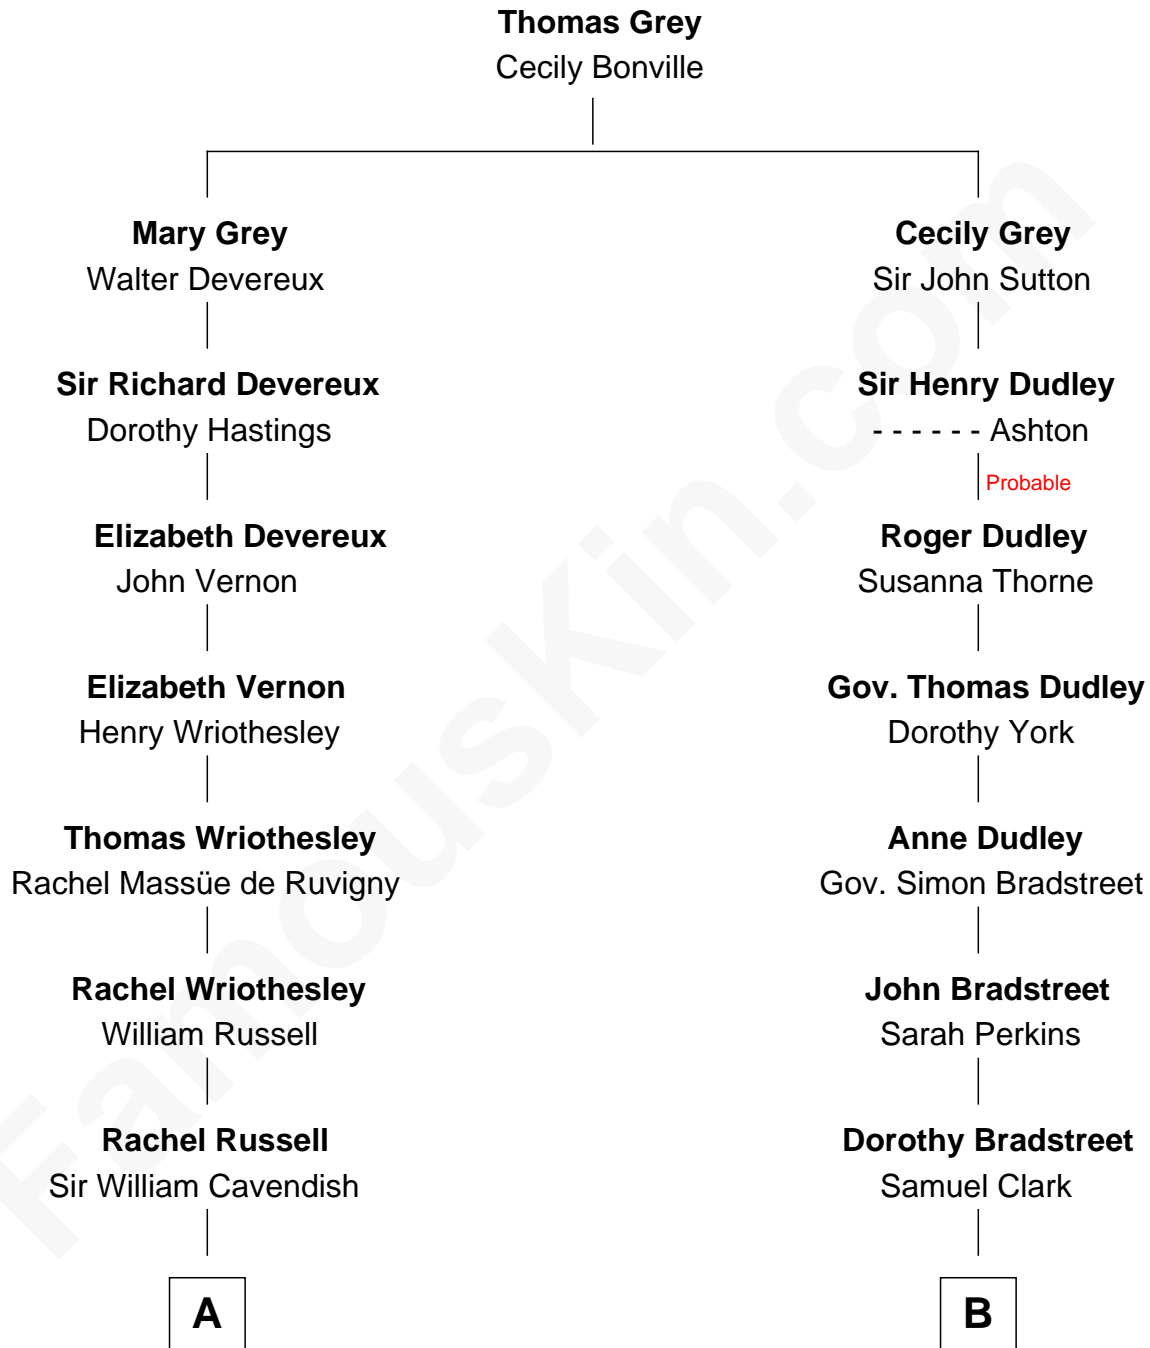 Thomas Grey
Cecily Bonville
Mary Grey
Walter Devereux
Cecily Grey
Sir John Sutton
Sir Richard Devereux
Dorothy Hastings
Sir Henry Dudley
- - - - - - Ashton
Probable
Elizabeth Devereux
John Vernon
Roger Dudley
Susanna Thorne
Elizabeth Vernon
Henry Wriothesley
Gov. Thomas Dudley
Dorothy York
Thomas Wriothesley
Rachel Massüe de Ruvigny
Anne Dudley
Gov. Simon Bradstreet
Rachel Wriothesley
William Russell
John Bradstreet
Sarah Perkins
Rachel Russell
Sir William Cavendish
Dorothy Bradstreet
Samuel Clark
A
B
FamousKin.com